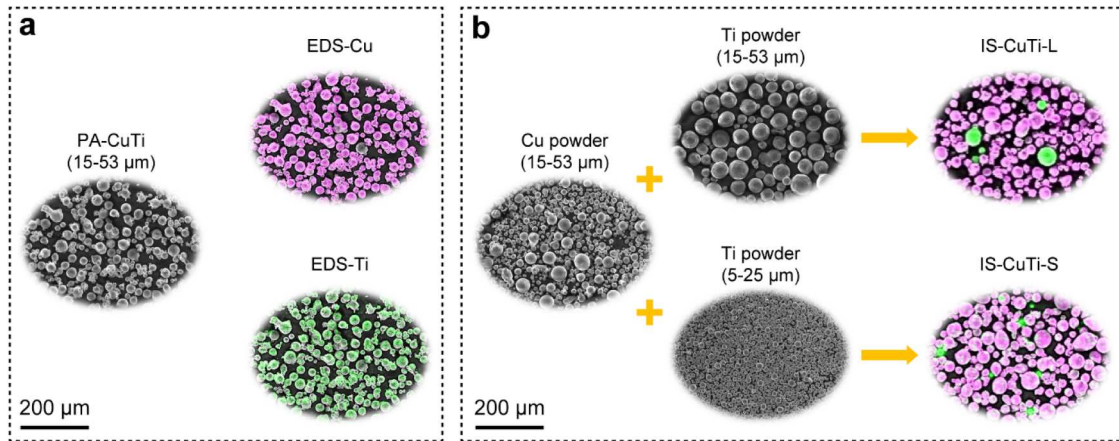 a
EDS-Cu
PA-CuTi
(15-53 μm)
EDS-Ti
200 μm
b
Ti powder
(15-53 μm)
IS-CuTi-L
Cu powder
(15-53 μm)
+
Ti powder
(5-25 μm)
+
IS-CuTi-S
200 μm